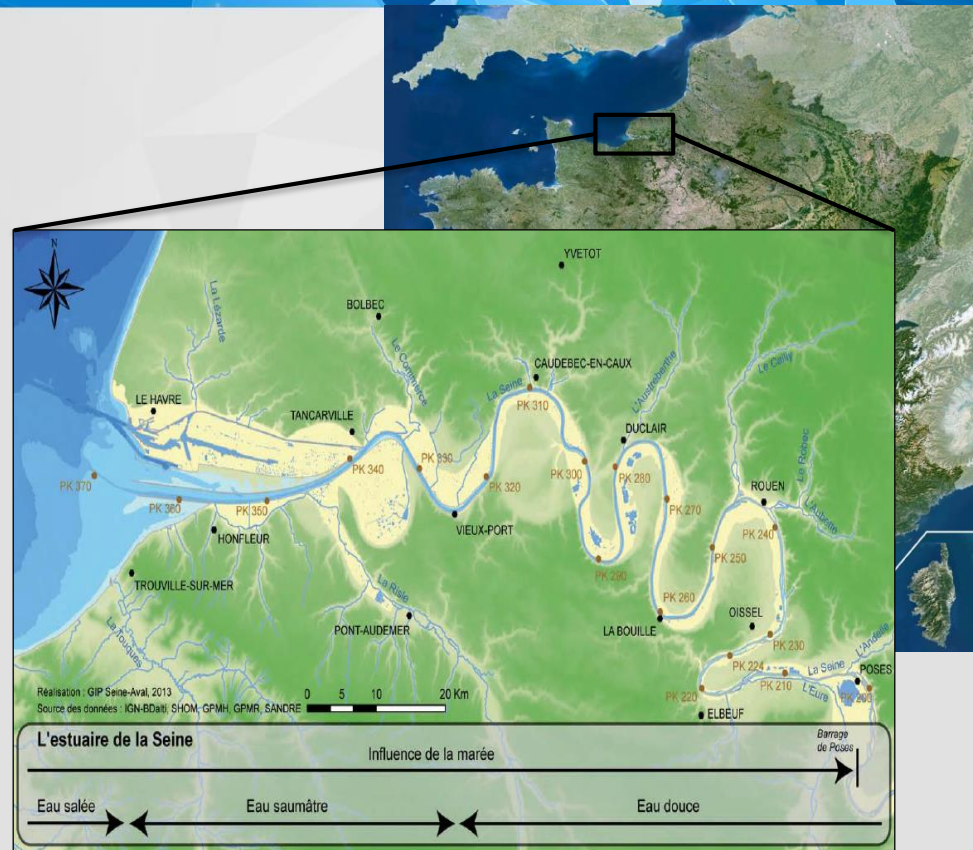 N
YVETOT
La Lézarde
BOLBEC
Le Commerce
CAUDEBEC-EN-CAUX
La Seine
PK 310
L'Austreberthe
Le Cailly
LE HAVRE
TANCARVILLE
DUCLAIR
Le Robec
PK 330
PK 340
PK 300
PK 280
PK 370
PK 320
ROUEN
PK 360
PK 350
PK 270
L'Aubette
VIEUX-PORT
HONFLEUR
PK 240
PK 250
PK 290
TROUVILLE-SUR-MER
La Risle
PK 260
OISSEL
PONT-AUDEMER
LA BOUILLE
La Touques
PK 230
L'Andelle
PK 224
La Seine
POSES
PK 210
L'Eure
PK 200
PK 220
ELBEUF
Réalisation : GIP Seine-Aval, 2013
0 5 10 20 Km
Source des données : IGN-BDalti, SHOM, GPMH, GPMR, SANDRE
L'estuaire de la Seine
Influence de la marée
Barrage
de Poses
Eau salée
Eau saumâtre
Eau douce